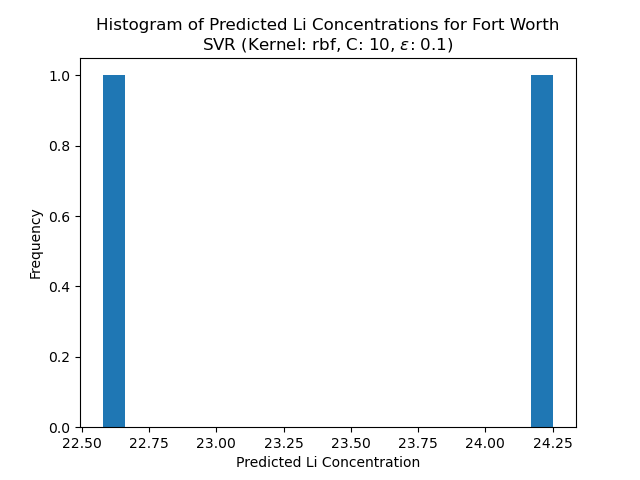 Histogram of Predicted Li Concentrations for Fort Worth
SVR (Kernel: rbf, C: 10, ε: 0.1)
1.0
0.8
0.6
0.4
0.2
0.0
Frequency
22.50 22.75 23.00 23.25 23.50 23.75 24.00 24.25
Predicted Li Concentration